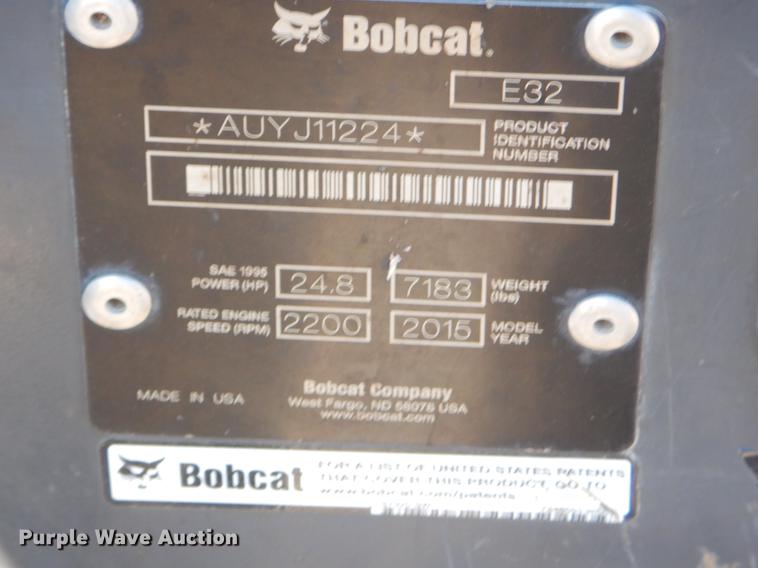 Bobcat.
E32
*AUYJ11224*
PRODUCT
IDENTIFICATION
NUMBER
SAE 1995
POWER (HP)
24.8
7183
WEIGHT
(lbs)
RATED ENGINE
SPEED (RPM)
2200
2015
MODEL
YEAR
MADE IN USA
Bobcat Company
West Fargo, ND 58078 USA
www.bobcat.com
Bobcat
FOR A LIST OF UNITED STATES PATENTS
THAT COVER THIS PRODUCT, GO TO
www.bobcat.com/patents
Purple Wave Auction